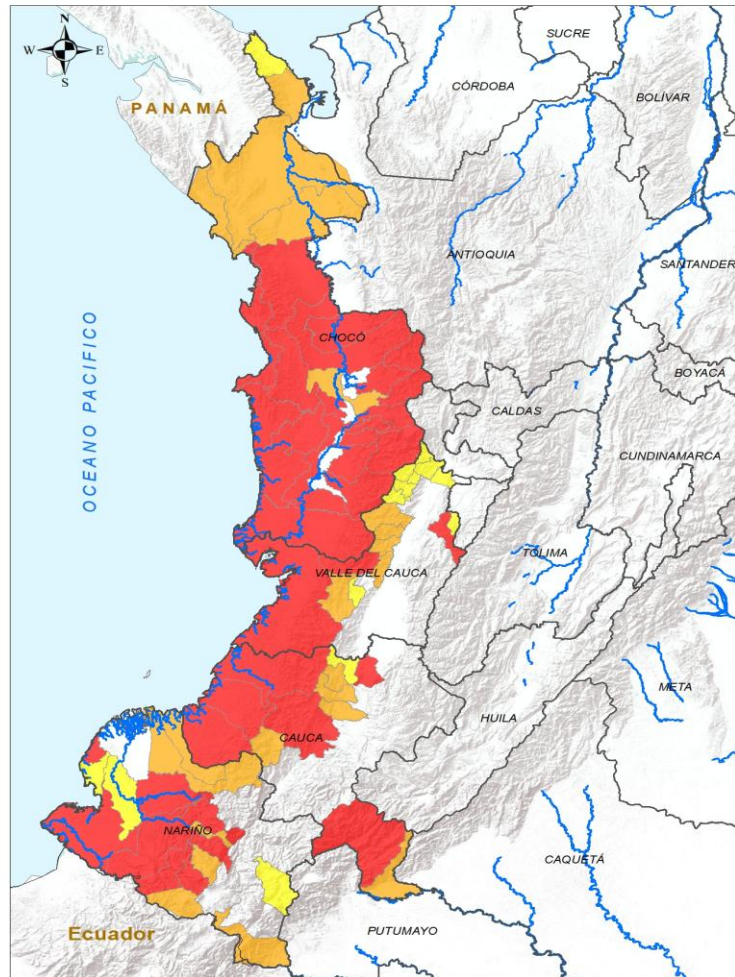 SUCRE
N
W E
S
CÓRDOBA
BOLÍVAR
PANAMÁ
ANTIOQUIA
SANTANDER
OCEANO PACIFICO
CHOCÓ
BOYACÁ
CALDAS
CUNDINAMARCA
TOLIMA
VALLE DEL CAUCA
META
HUILA
CAUCA
NARIÑO
CAQUETÁ
Ecuador
PUTUMAYO